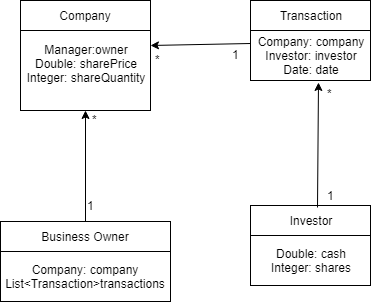 Company
Manager:owner
Double: sharePrice
Integer: shareQuantity
Transaction
Company: company
Investor: investor
Date: date
1
*
*
*
1
1
Business Owner
Company: company
List<Transaction>transactions
Investor
Double: cash
Integer: shares